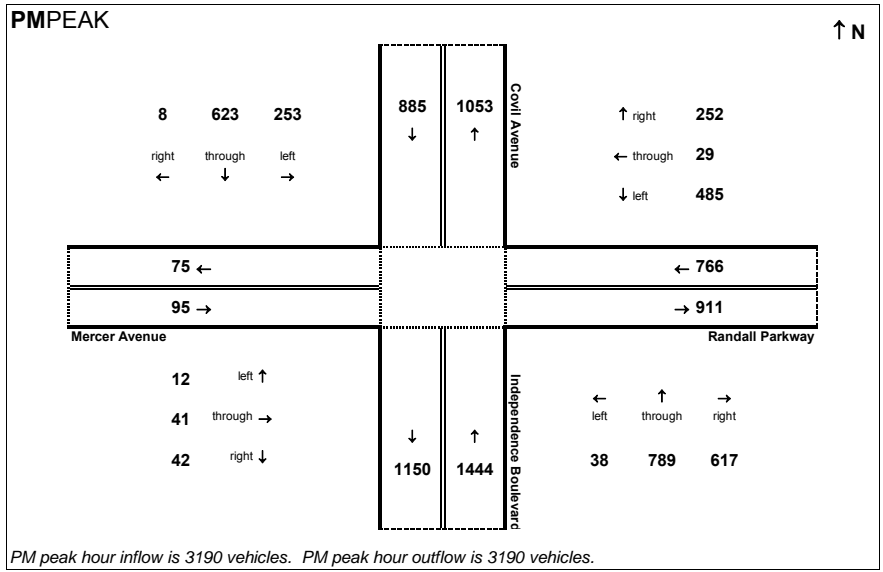 PMPEAK
↑ N
8 623 253
right through left
← ↓ →
885 1053
↓ ↑
Covil Avenue
↑ right 252
← through 29
↓ left 485
75 ←
← 766
95 →
→ 911
Mercer Avenue
Randall Parkway
12 left ↑
41 through →
42 right ↓
↓ ↑
1150 1444
Independence Boulevard
← ↑ →
left through right
38 789 617
PM peak hour inflow is 3190 vehicles. PM peak hour outflow is 3190 vehicles.